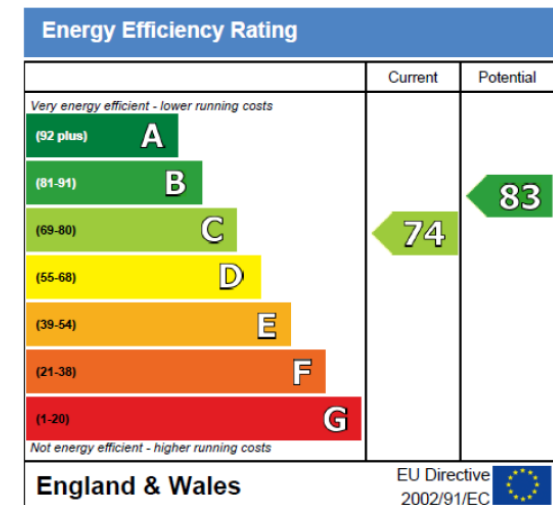 Energy Efficiency Rating
Current Potential
Very energy efficient - lower running costs
(92 plus) A
(81-91) B
83
(69-80) C
74
(55-68) D
(39-54) E
(21-38) F
(1-20) G
Not energy efficient - higher running costs
England & Wales
EU Directive
2002/91/EC